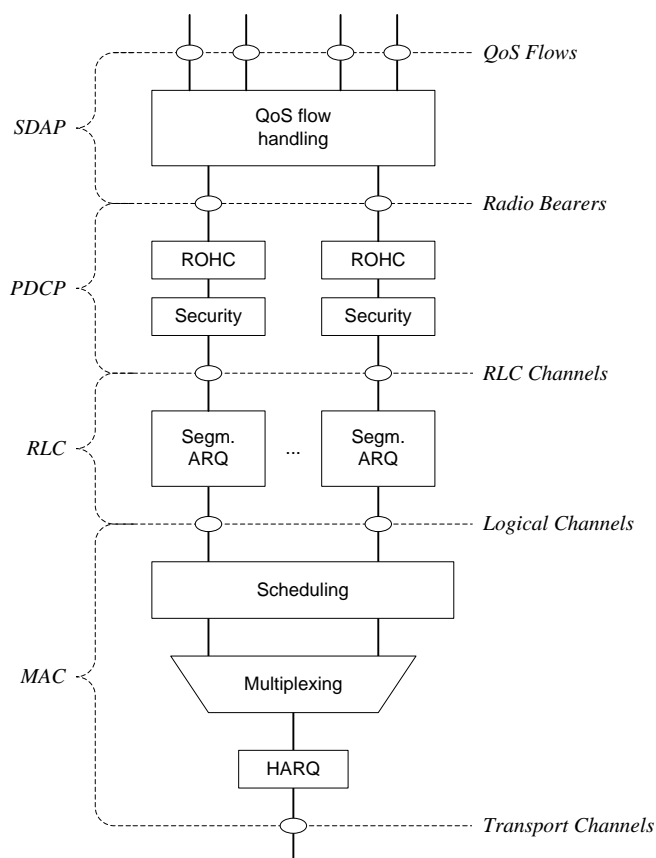 QoS Flows
QoS flow
handling
SDAP
Radio Bearers
ROHC
ROHC
PDCP
Security
Security
RLC Channels
Segm.
ARQ
...
Segm.
ARQ
RLC
Logical Channels
Scheduling
MAC
Multiplexing
HARQ
Transport Channels